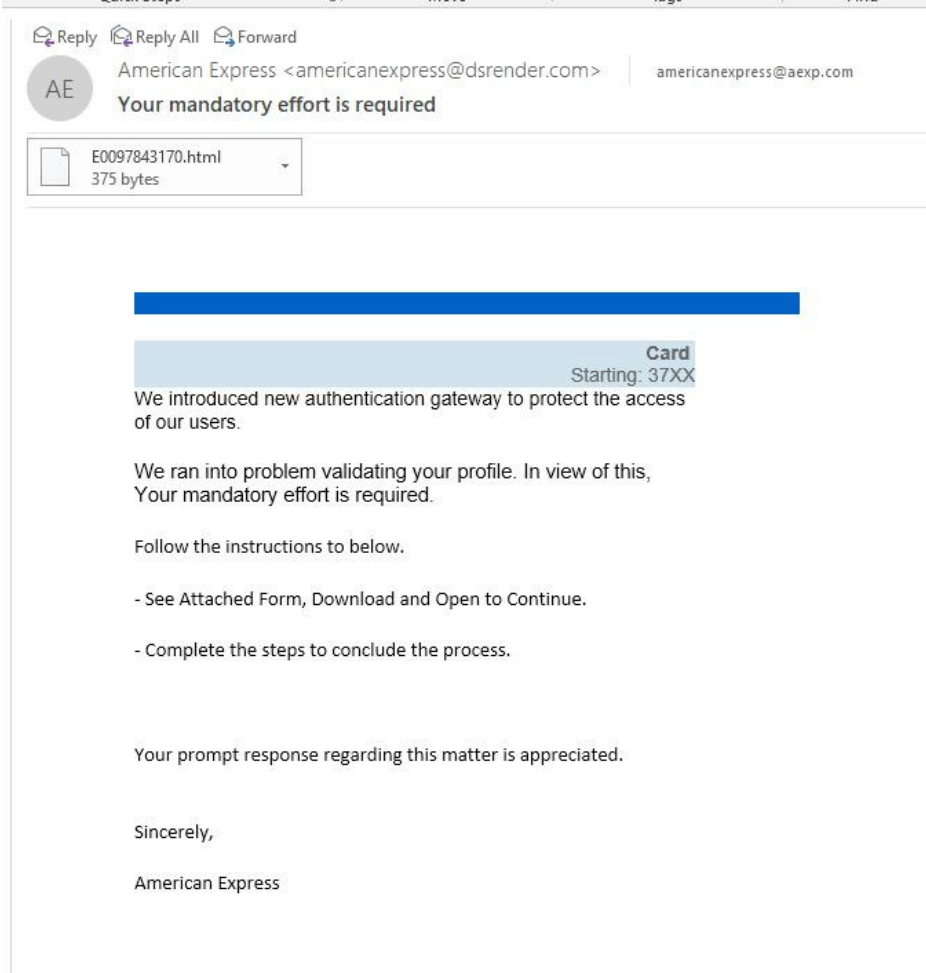 Reply Reply All Forward
AE
American Express <americanexpress@dsrender.com> americanexpress@aexp.com
Your mandatory effort is required
E0097843170.html
375 bytes
Card
Starting: 37XX
We introduced new authentication gateway to protect the access
of our users.
We ran into problem validating your profile. In view of this,
Your mandatory effort is required.
Follow the instructions to below.
- See Attached Form, Download and Open to Continue.
- Complete the steps to conclude the process.
Your prompt response regarding this matter is appreciated.
Sincerely,
American Express